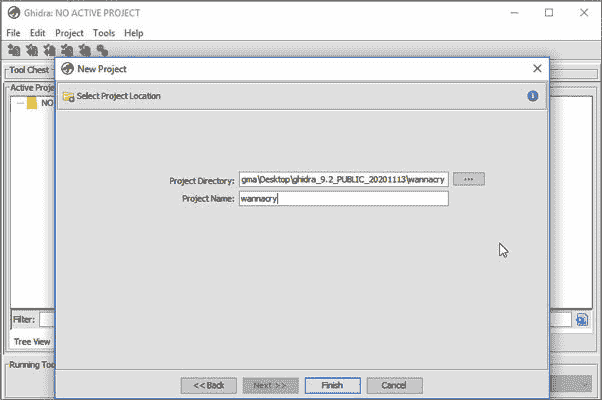 Ghidra: NO ACTIVE PROJECT
File Edit Project Tools Help
Tool Chest
New Project
Active Proje
Select Project Location
NO
Project Directory: gma\Desktop\ghidra_9.2_PUBLIC_20201113\wannacry ...
Project Name: wannacry
Filter:
Tree View
Running Too
<< Back Next >> Finish Cancel